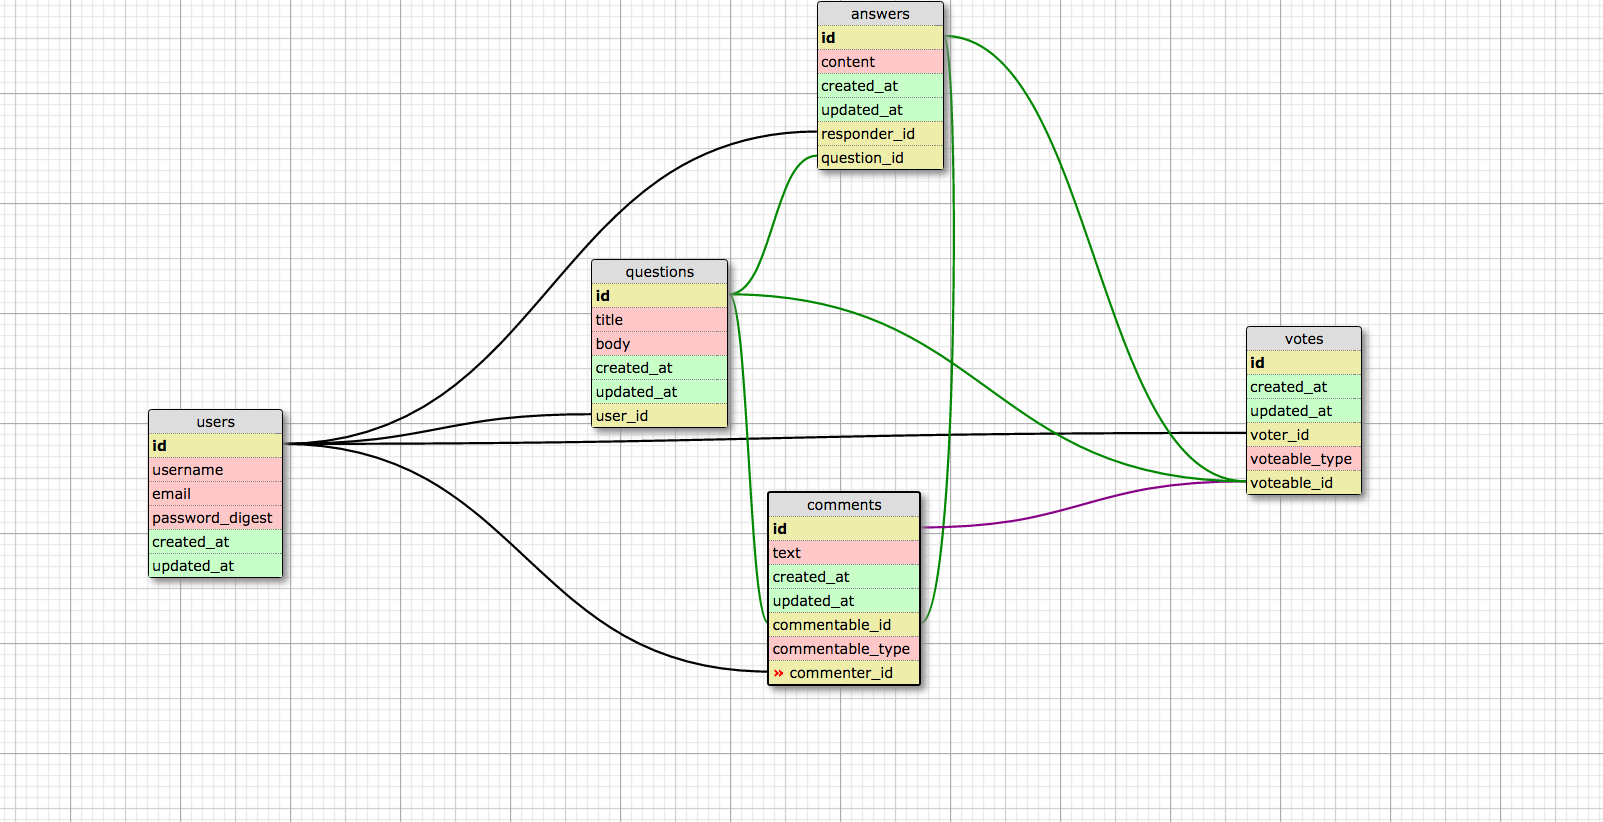 answers
id
content
created_at
updated_at
responder_id
question_id
questions
id
title
body
created_at
updated_at
user_id
votes
id
created_at
updated_at
voter_id
voteable_type
voteable_id
users
id
username
email
password_digest
created_at
updated_at
comments
id
text
created_at
updated_at
commentable_id
commentable_type
» commenter_id